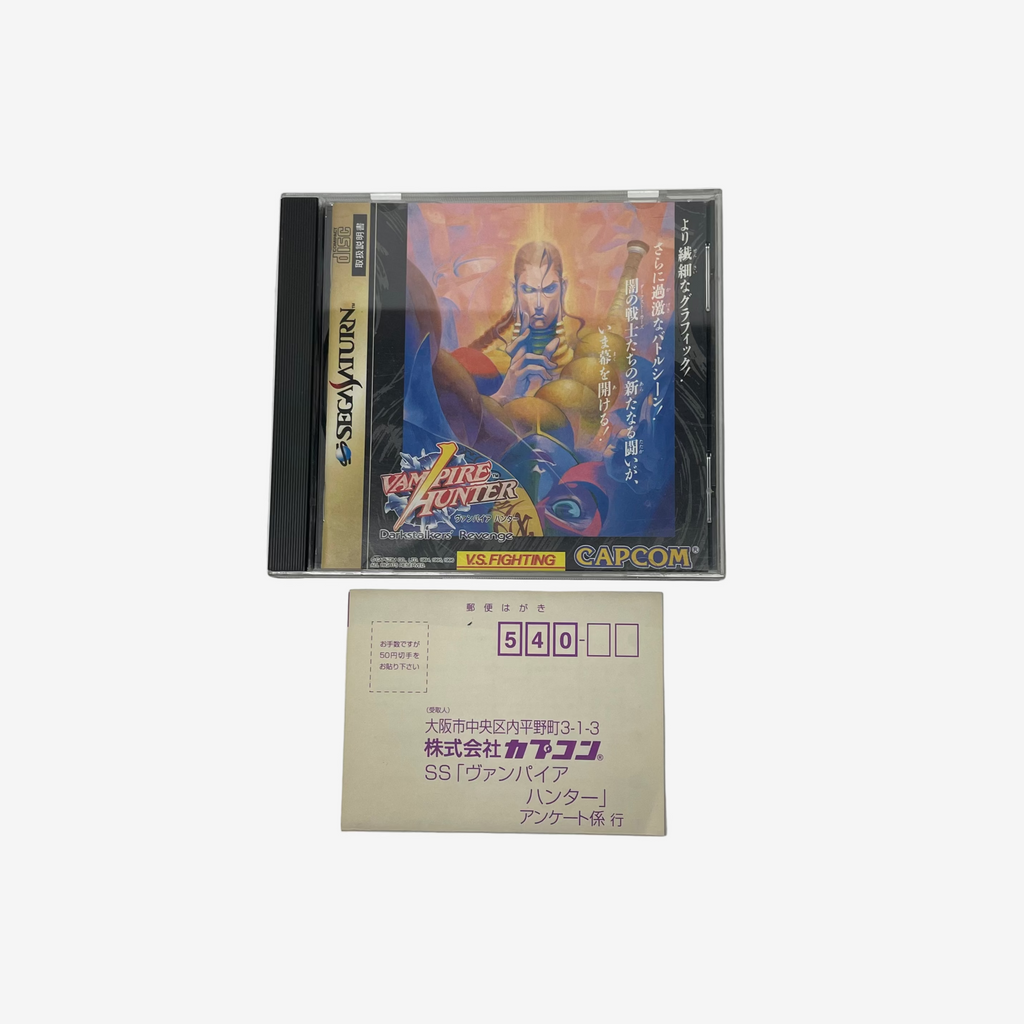 COMPACT disc
取扱説明書
SEGA SATURN™
より繊細なグラフィック!
さらに過激なバトルシーン!
闇の戦士たちの新たなる闘いが、
いま幕を開ける!
VAMPIRE™
HUNTER
ヴァンパイア ハンター
Darkstalkers' Revenge
ALL RIGHTS RESERVED.
V.S.FIGHTING
CAPCOM®
郵便はがき
お手数ですが
50円切手を
お貼り下さい
540-
(受取人)
大阪市中央区内平野町3-1-3
株式会社カプコン®
SS「ヴァンパイア
ハンター」
アンケート係 行